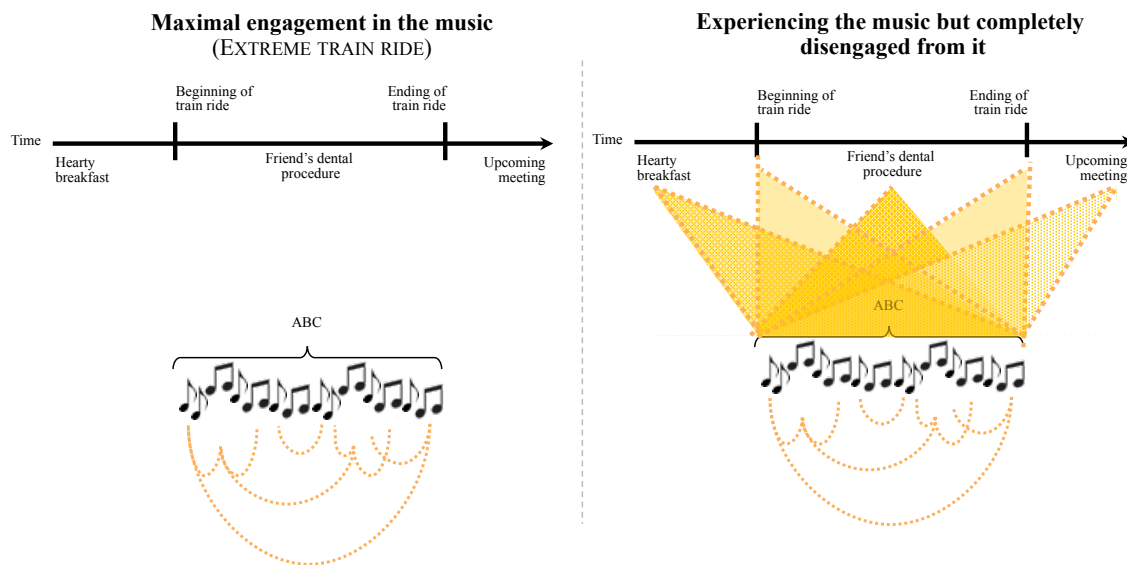 Maximal engagement in the music
(EXTREME TRAIN RIDE)
Beginning of
train ride
Ending of
train ride
Time
Hearty
breakfast
Friend's dental
procedure
Upcoming
meeting
ABC
Experiencing the music but completely
disengaged from it
Beginning of
train ride
Ending of
train ride
Time
Hearty
breakfast
Friend's dental
procedure
Upcoming
meeting
ABC